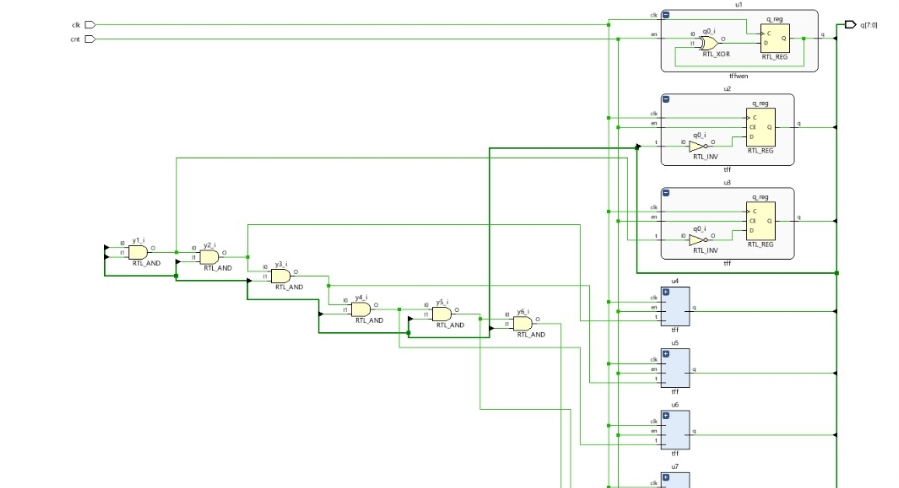 u1
clk
q_reg
q[7:0]
clk
cnt
en
q0_i
I0
I1
O
RTL_XOR
C
D
Q
RTL_REG
q
tffwen
u2
q_reg
clk
en
C
CE
D
Q
q
t
q0_i
I0
O
RTL_INV
RTL_REG
tff
u3
q_reg
clk
en
C
CE
D
Q
q
t
q0_i
I0
O
RTL_INV
RTL_REG
tff
y1_i
I0
I1
O
RTL_AND
y2_i
I0
I1
O
RTL_AND
y3_i
I0
I1
O
RTL_AND
y4_i
I0
I1
O
RTL_AND
y5_i
I0
I1
O
RTL_AND
y6_i
I0
I1
O
RTL_AND
u4
clk
en
t
q
tff
u5
clk
en
t
q
tff
u6
clk
en
t
q
tff
u7
clk